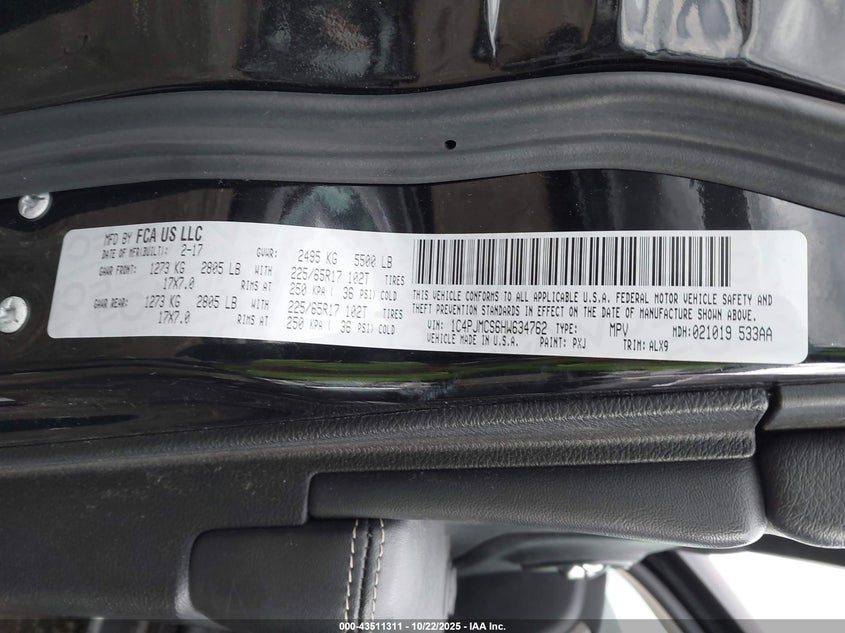 MFD BY FCA US LLC
DATE OF MFR(BUILT): 2-17 GVWR: 2495 KG 5500 LB
GAWR FRONT: 1273 KG 2805 LB WITH 225/65R17 102T TIRES
17X7.0 RIMS AT 250 KPA ( 36 PSI) COLD
GAWR REAR: 1273 KG 2805 LB WITH 225/65R17 102T TIRES
17X7.0 RIMS AT 250 KPA ( 36 PSI) COLD
THIS VEHICLE CONFORMS TO ALL APPLICABLE U.S.A. FEDERAL MOTOR VEHICLE SAFETY AND
THEFT PREVENTION STANDARDS IN EFFECT ON THE DATE OF MANUFACTURE SHOWN ABOVE.
VIN: 1C4PJMCS6HW634762 TYPE: MPV MDH:021019 533AA
VEHICLE MADE IN U.S.A. PAINT: PXJ TRIM: ALX9
000-43511311 - 10/22/2025 - IAA Inc.